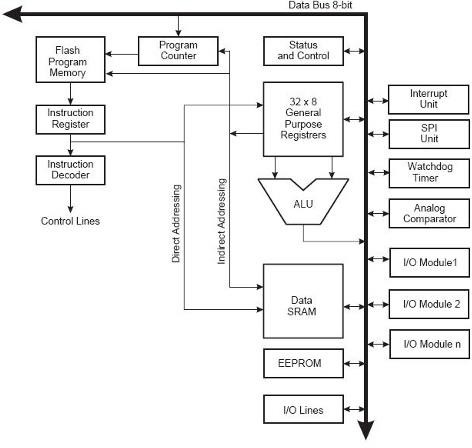 Data Bus 8-bit
Flash
Program
Memory
Program
Counter
Status
and Control
Instruction
Register
32 x 8
General
Purpose
Registrers
Interrupt
Unit
SPI
Unit
Instruction
Decoder
Watchdog
Timer
Control Lines
Direct Addressing
Indirect Addressing
ALU
Analog
Comparator
I/O Module1
Data
SRAM
I/O Module 2
I/O Module n
EEPROM
I/O Lines